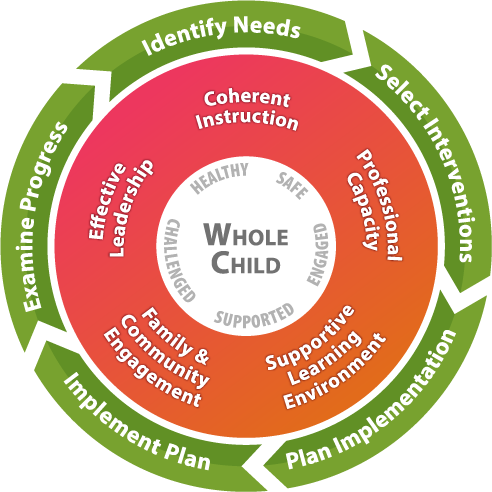 Identify Needs
Select Interventions
Plan Implementation
Implement Plan
Examine Progress
Coherent
Instruction
Professional
Capacity
Supportive
Learning
Environment
Family &
Community
Engagement
Effective
Leadership
HEALTHY
SAFE
ENGAGED
SUPPORTED
CHALLENGED
WHOLE
CHILD